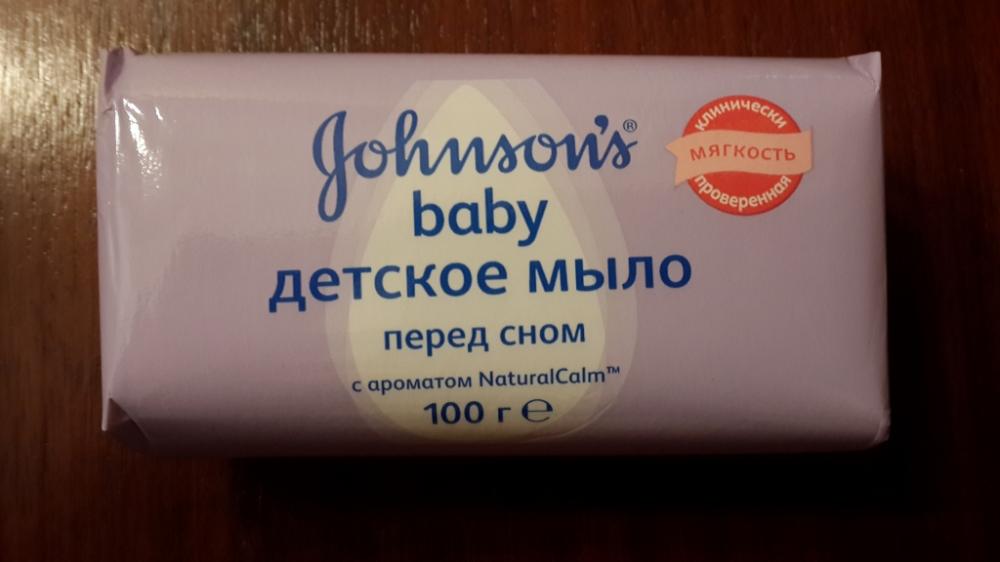 Johnson's®
baby
детское мыло
перед сном
с ароматом NaturalCalm™
100 г ℮
клинически
мягкость
проверенная